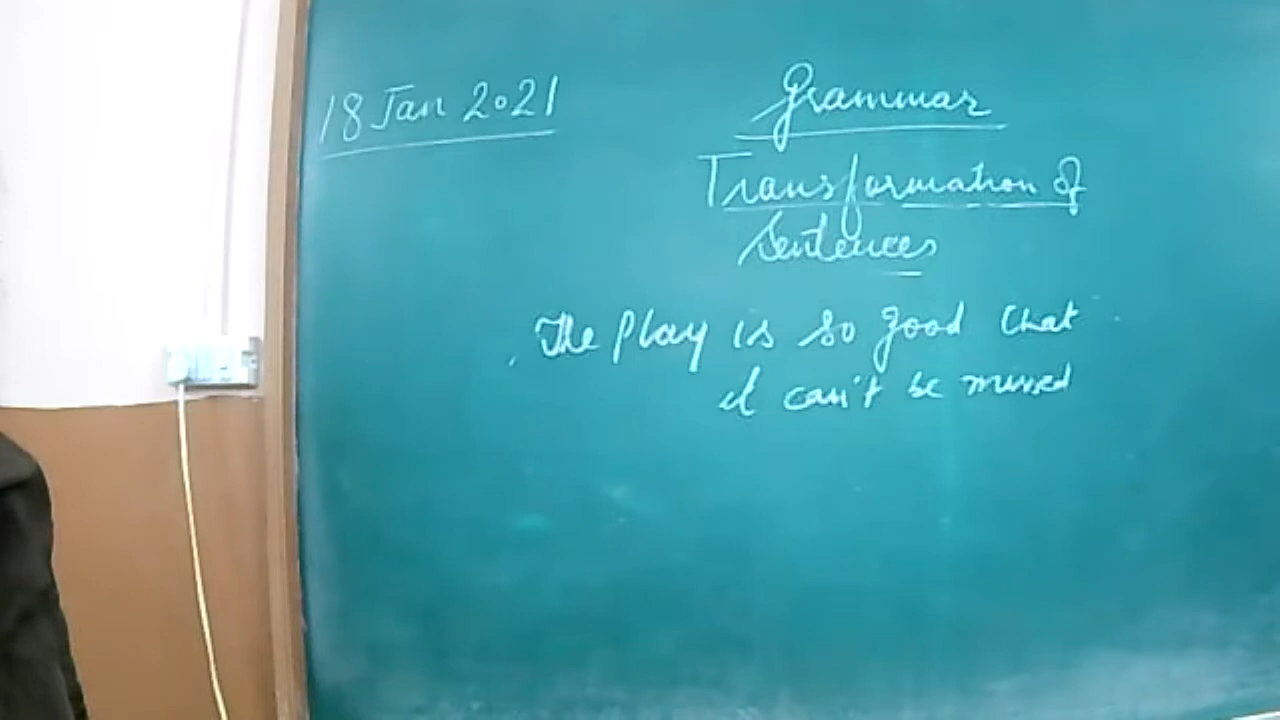 18 Jan 2021
Grammar
Transformation of
Sentences
The Play is so good that
it can't be missed